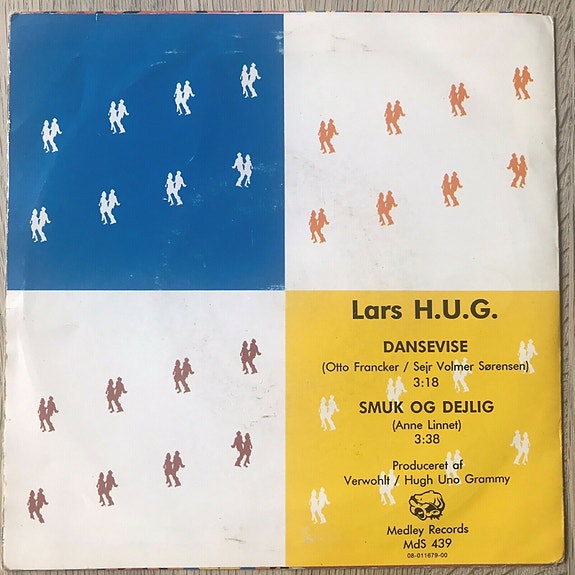 Lars H.U.G.
DANSEVISE
(Otto Francker / Sejr Volmer Sørensen)
3:18
SMUK OG DEJLIG
(Anne Linnet)
3:38
Produceret af
Verwohlt / Hugh Uno Grammy
Medley Records
MdS 439
08-011679-00